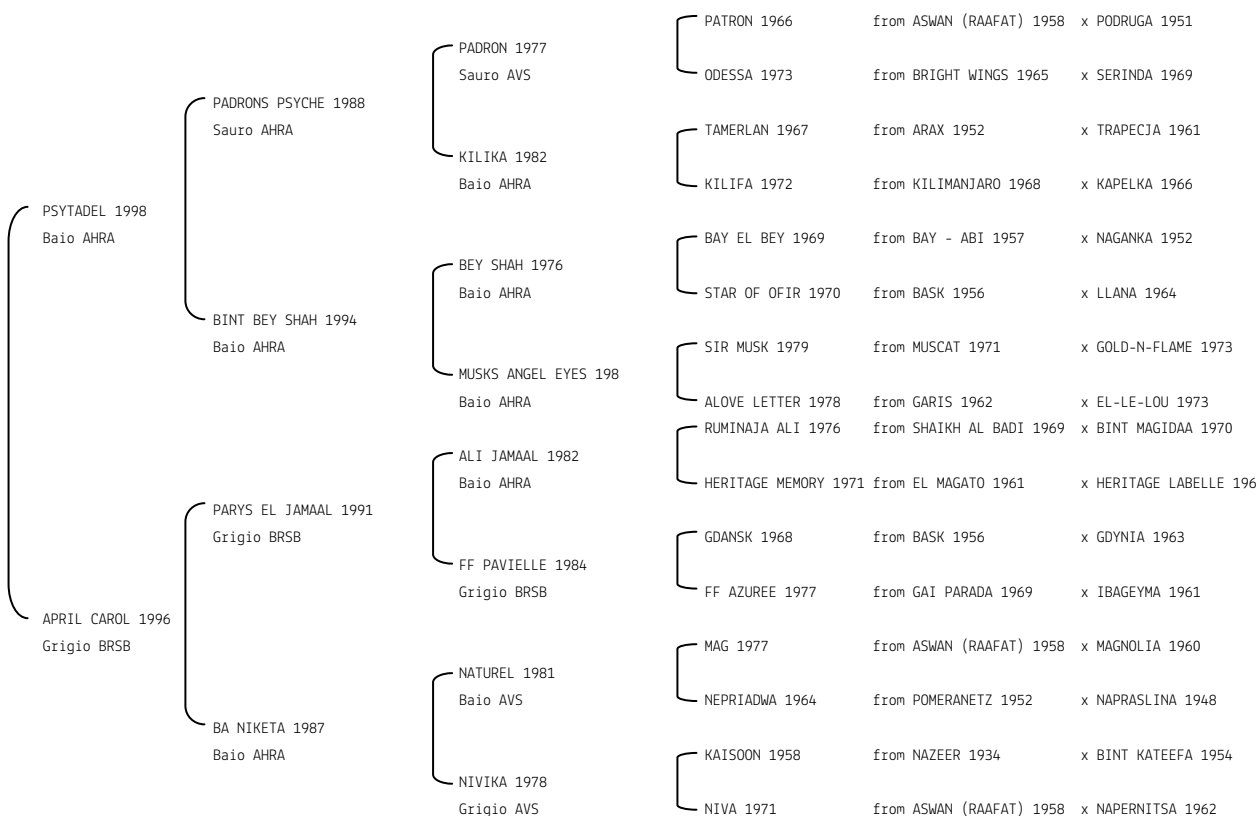 PATRON 1966 from ASWAN (RAAFAT) 1958 x PODRUGA 1951
PADRON 1977
Sauro AVS
ODESSA 1973 from BRIGHT WINGS 1965 x SERINDA 1969
PADRONS PSYCHE 1988
Sauro AHRA
TAMERLAN 1967 from ARAX 1952 x TRAPECJA 1961
KILIKA 1982
Baio AHRA
KILIFA 1972 from KILIMANJARO 1968 x KAPELKA 1966
PSYTADEL 1998
Baio AHRA
BAY EL BEY 1969 from BAY - ABI 1957 x NAGANKA 1952
BEY SHAH 1976
Baio AHRA
STAR OF OFIR 1970 from BASK 1956 x LLANA 1964
BINT BEY SHAH 1994
Baio AHRA
SIR MUSK 1979 from MUSCAT 1971 x GOLD-N-FLAME 1973
MUSKS ANGEL EYES 198
Baio AHRA
ALOVE LETTER 1978 from GARIS 1962 x EL-LE-LOU 1973
RUMINAJA ALI 1976 from SHAIKH AL BADI 1969 x BINT MAGIDAA 1970
ALI JAMAAL 1982
Baio AHRA
HERITAGE MEMORY 1971 from EL MAGATO 1961 x HERITAGE LABELLE 196
PARYS EL JAMAAL 1991
Grigio BRSB
GDANSK 1968 from BASK 1956 x GDYNIA 1963
FF PAVIELLE 1984
Grigio BRSB
FF AZUREE 1977 from GAI PARADA 1969 x IBAGEYMA 1961
APRIL CAROL 1996
Grigio BRSB
MAG 1977 from ASWAN (RAAFAT) 1958 x MAGNOLIA 1960
NATUREL 1981
Baio AVS
NEPRIADWA 1964 from POMERANETZ 1952 x NAPRASLINA 1948
BA NIKETA 1987
Baio AHRA
KAISOON 1958 from NAZEER 1934 x BINT KATEEFA 1954
NIVIKA 1978
Grigio AVS
NIVA 1971 from ASWAN (RAAFAT) 1958 x NAPERNITSA 1962